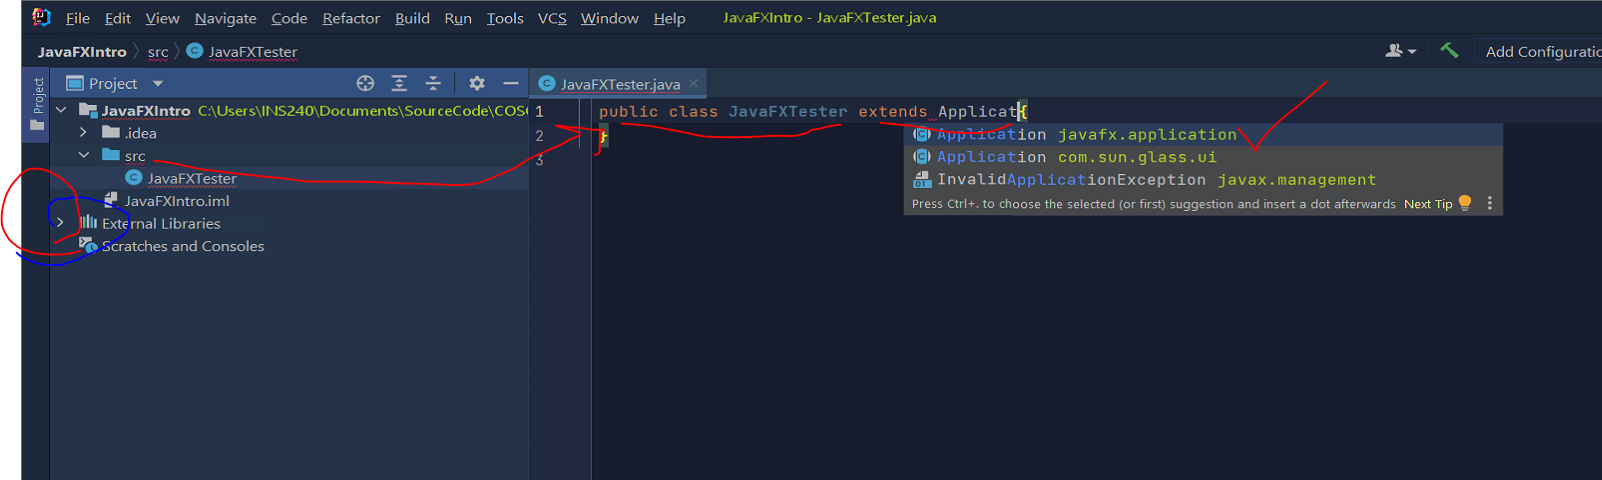 File Edit View Navigate Code Refactor Build Run Tools VCS Window Help JavaFXIntro - JavaFXTester.java
JavaFXIntro src JavaFXTester Add Configuratio
Project
Project
JavaFXTester.java
JavaFXIntro C:\Users\INS240\Documents\SourceCode\COS
.idea
src
JavaFXTester
JavaFXIntro.iml
External Libraries
Scratches and Consoles
1 public class JavaFXTester extends Applicat{
2 }
3
Application javafx.application
Application com.sun.glass.ui
InvalidApplicationException javax.management
Press Ctrl+. to choose the selected (or first) suggestion and insert a dot afterwards Next Tip